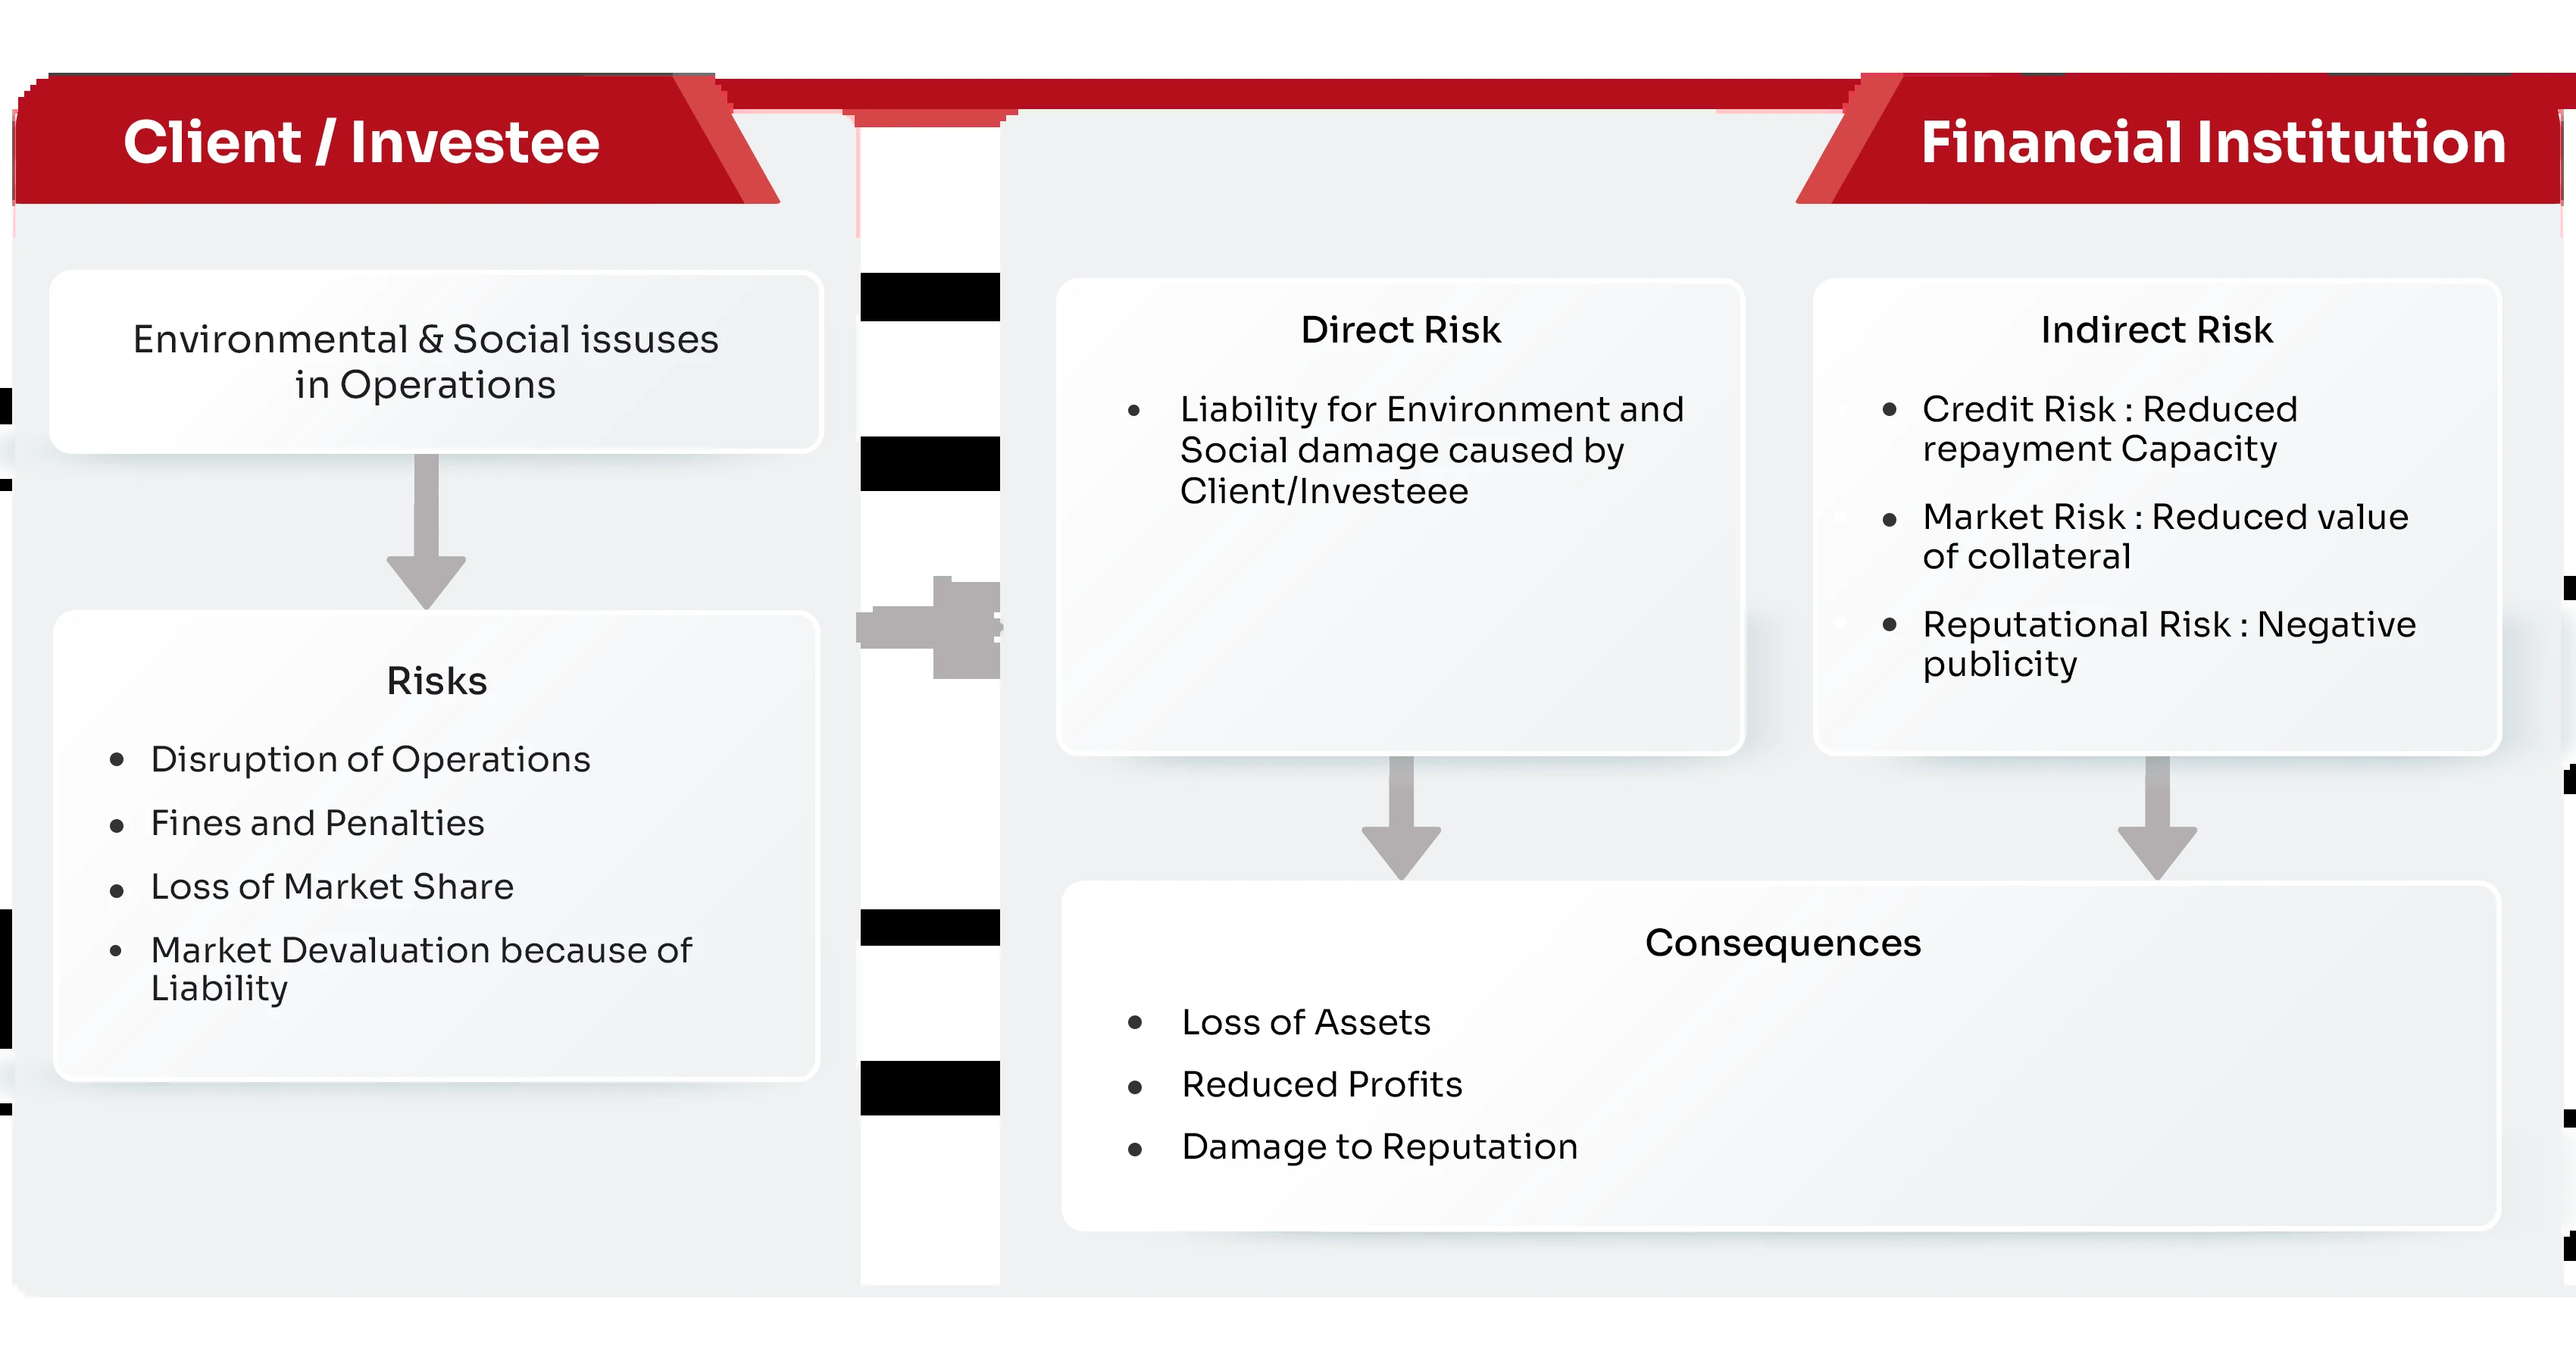 Client / Investee
Environmental & Social issuses
in Operations
Risks
Disruption of Operations
Fines and Penalties
Loss of Market Share
Market Devaluation because of
Liability
Financial Institution
Direct Risk
Liability for Environment and
Social damage caused by
Client/Investeee
Indirect Risk
Credit Risk : Reduced
repayment Capacity
Market Risk : Reduced value
of collateral
Reputational Risk : Negative
publicity
Consequences
Loss of Assets
Reduced Profits
Damage to Reputation